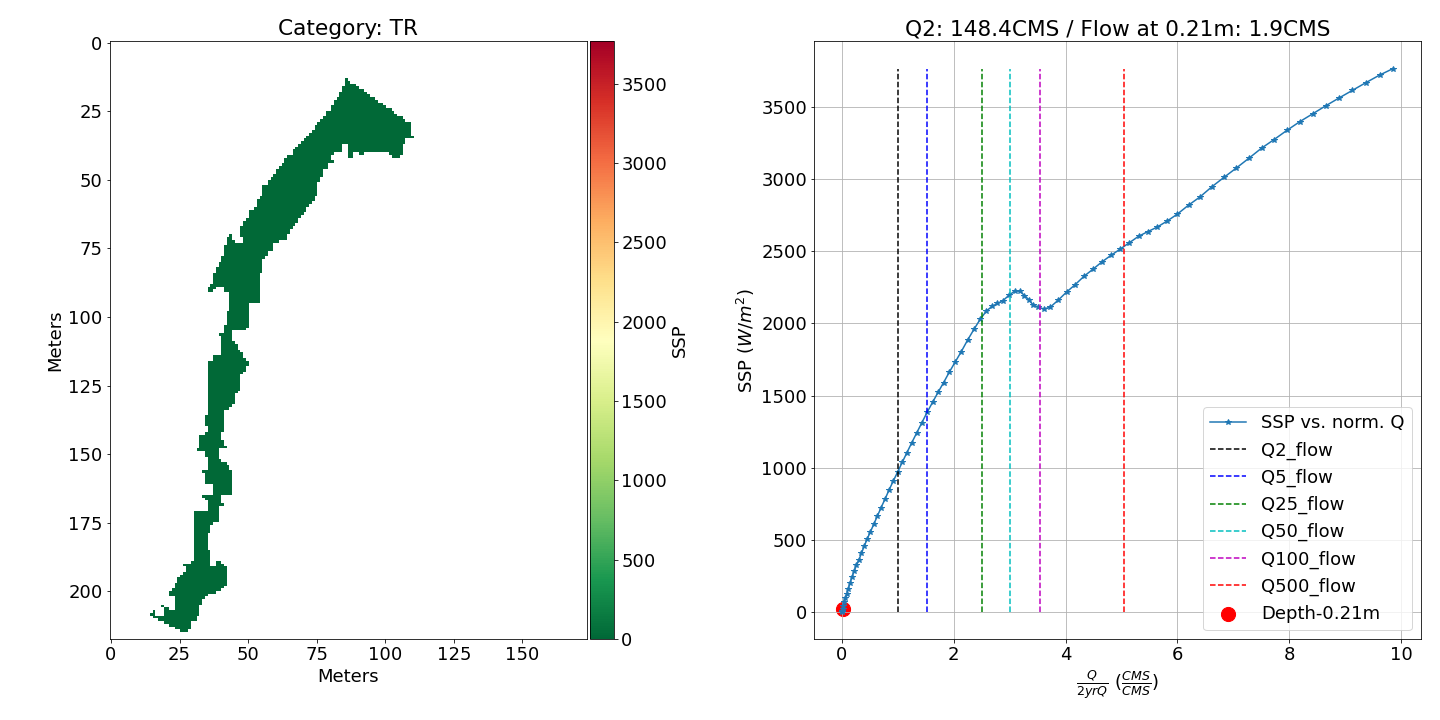 Category: TR
0
25
50
75
100
125
150
175
200
Meters
0
25
50
75
100
125
150
Meters
3500
3000
2500
2000
1500
1000
500
0
SSP
Q2: 148.4CMS / Flow at 0.21m: 1.9CMS
3500
3000
2500
2000
1500
1000
500
0
SSP (W/m²)
0
2
4
6
8
10
Q/2yrQ (CMS/CMS)
SSP vs. norm. Q
Q2_flow
Q5_flow
Q25_flow
Q50_flow
Q100_flow
Q500_flow
Depth-0.21m